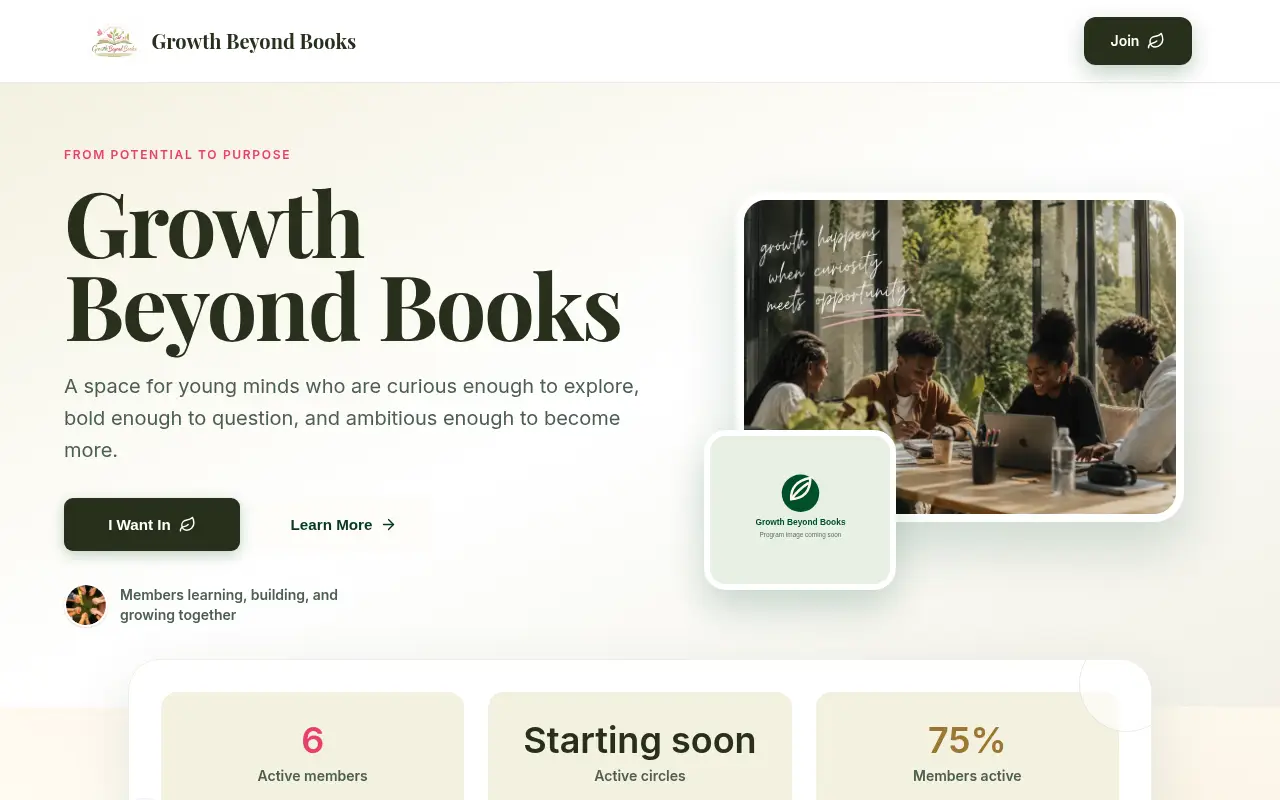 Growth Beyond Books
Join
FROM POTENTIAL TO PURPOSE
Growth
Beyond Books
A space for young minds who are curious enough to explore,
bold enough to question, and ambitious enough to become
more.
I Want In
Learn More
Members learning, building, and
growing together
growth happens
when curiosity
meets opportunity
Growth Beyond Books
Program image coming soon
6
Active members
Starting soon
Active circles
75%
Members active